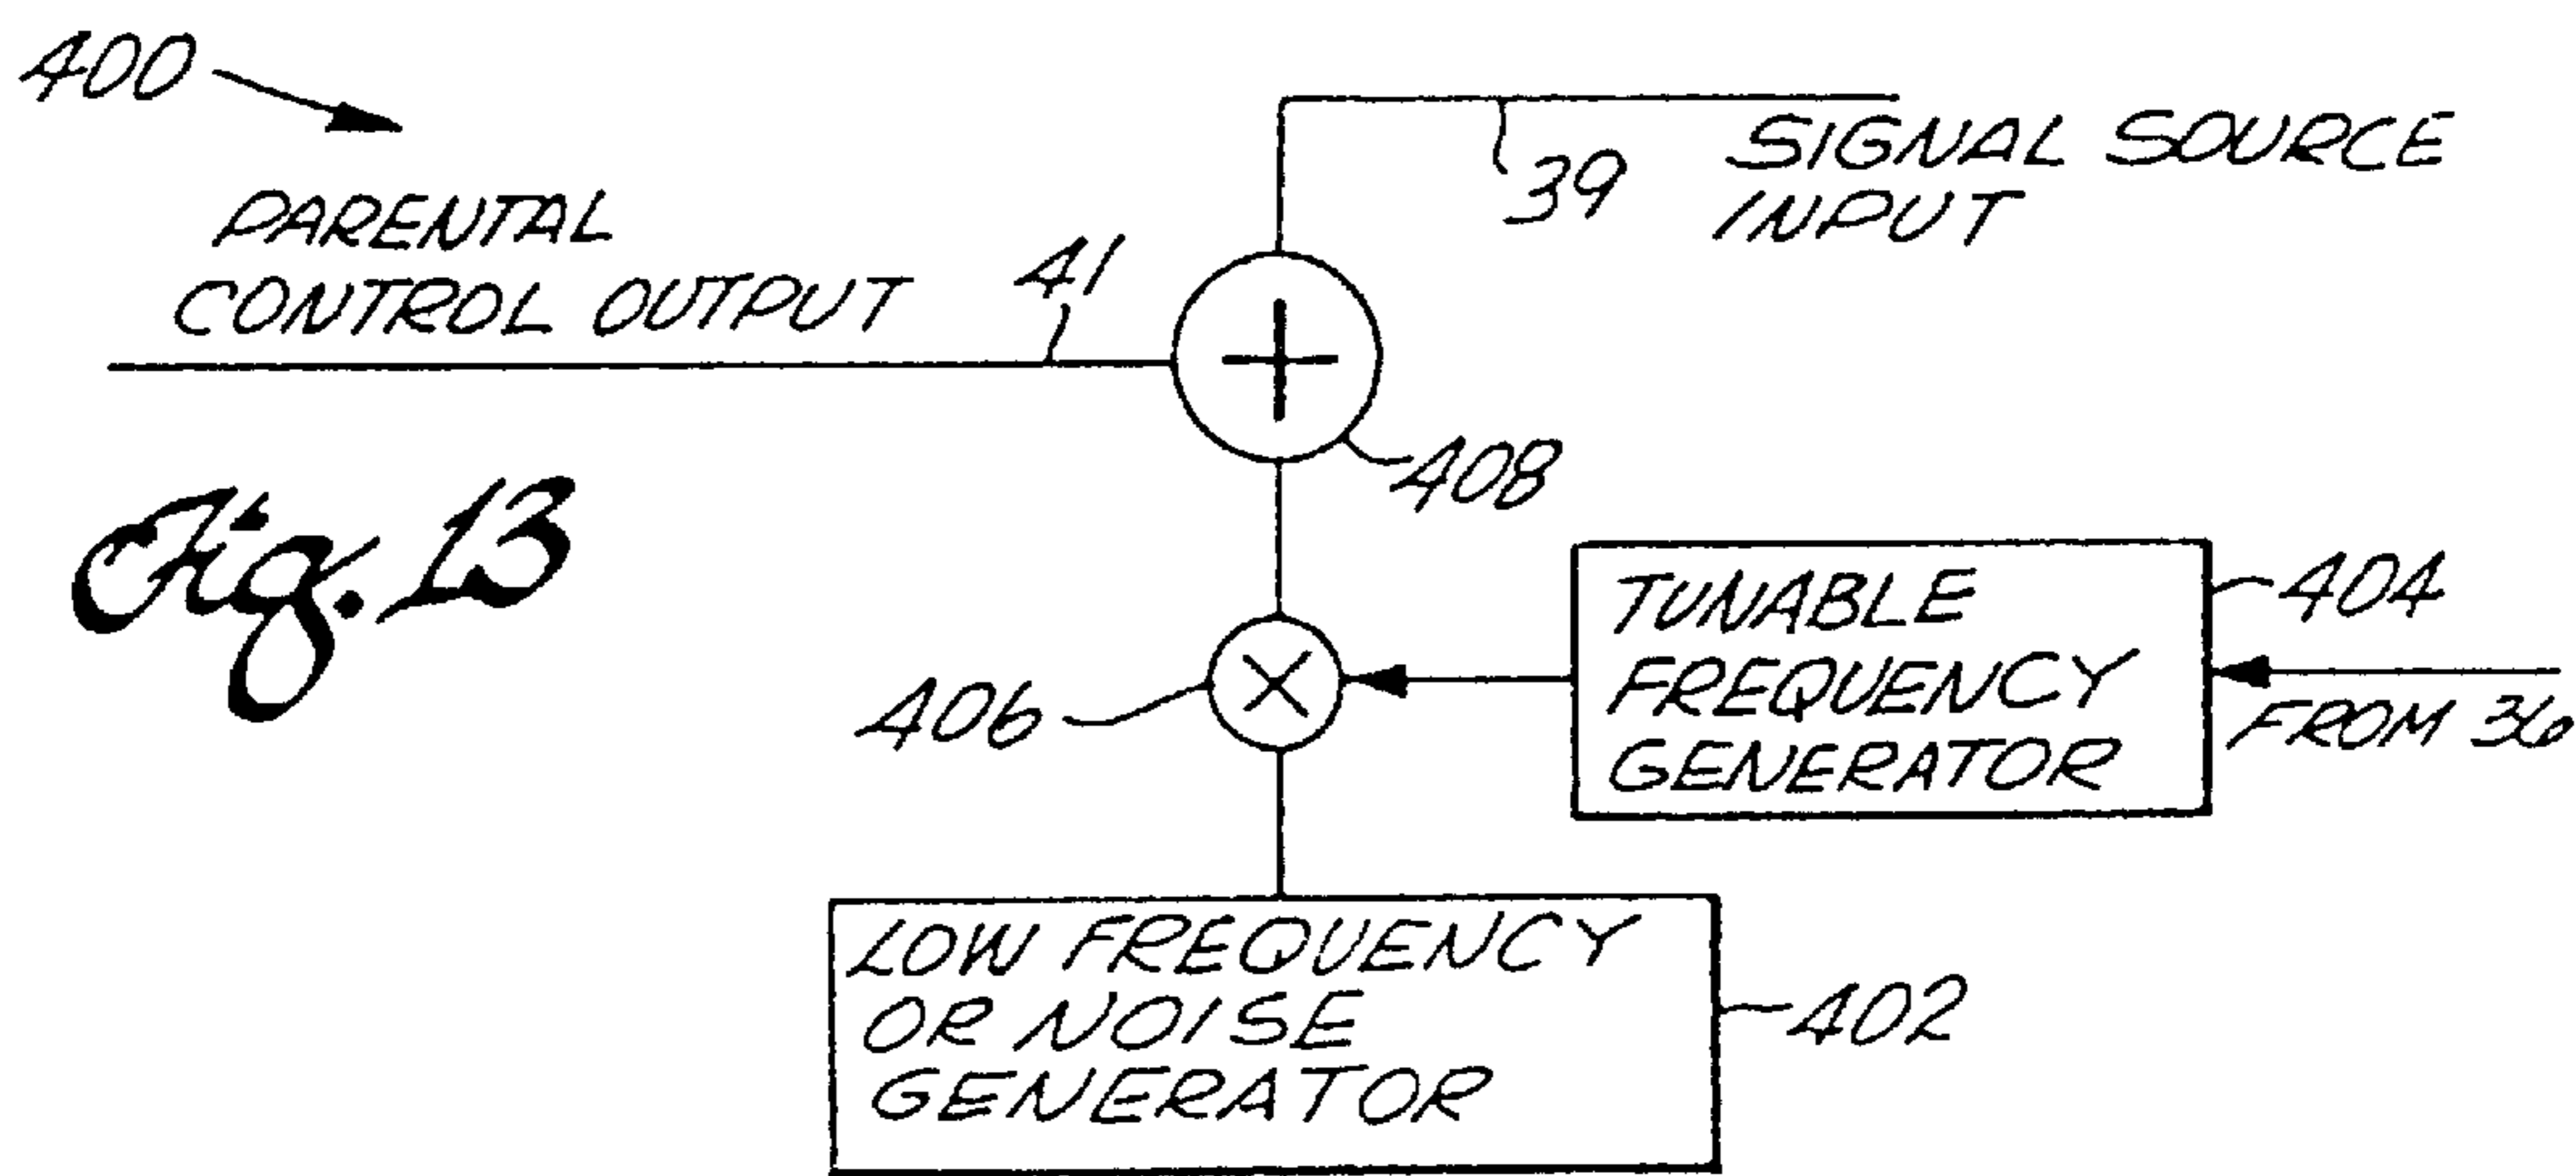 400
39 SIGNAL SOURCE
INPUT
PARENTAL
CONTROL OUTPUT
41
+
408
Fig. 13
TUNABLE
FREQUENCY
GENERATOR
404
FROM 36
406
×
LOW FREQUENCY
OR NOISE
GENERATOR
402